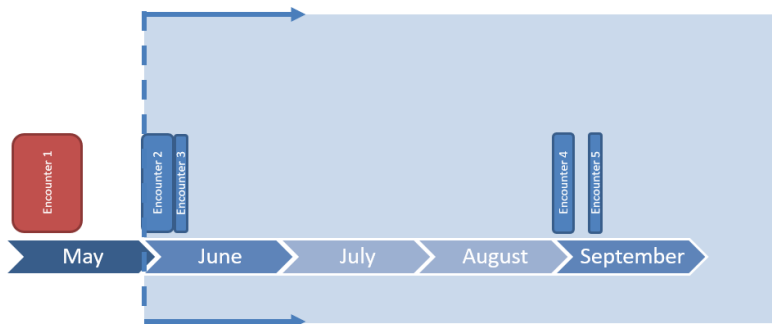 Encounter 1
Encounter 2
Encounter 3
Encounter 4
Encounter 5
May
June
July
August
September